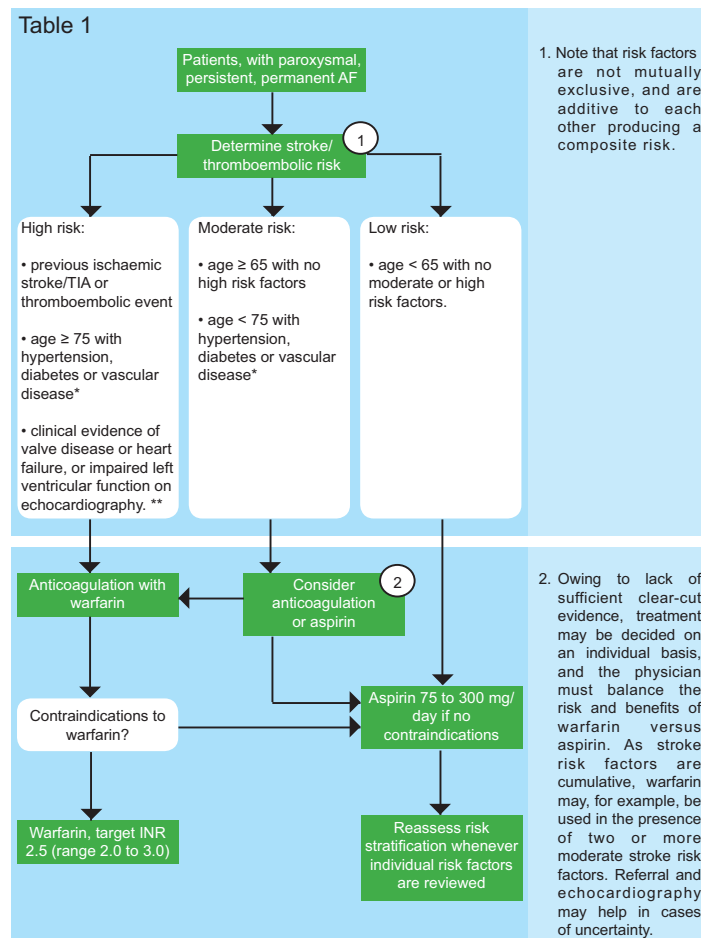 Table 1
Patients, with paroxysmal,
persistent, permanent AF
Determine stroke/
thromboembolic risk
1
High risk:
• previous ischaemic
stroke/TIA or
thromboembolic event
• age ≥ 75 with
hypertension,
diabetes or vascular
disease*
• clinical evidence of
valve disease or heart
failure, or impaired left
ventricular function on
echocardiography. **
Moderate risk:
• age ≥ 65 with no
high risk factors
• age < 75 with
hypertension,
diabetes or vascular
disease*
Low risk:
• age < 65 with no
moderate or high
risk factors.
1. Note that risk factors
are not mutually
exclusive, and are
additive to each
other producing a
composite risk.
Anticoagulation with
warfarin
Consider
anticoagulation
or aspirin
2
Contraindications to
warfarin?
Aspirin 75 to 300 mg/
day if no
contraindications
Warfarin, target INR
2.5 (range 2.0 to 3.0)
Reassess risk
stratification whenever
individual risk factors
are reviewed
2. Owing to lack of
sufficient clear-cut
evidence, treatment
may be decided on
an individual basis,
and the physician
must balance the
risk and benefits of
warfarin versus
aspirin. As stroke
risk factors are
cumulative, warfarin
may, for example, be
used in the presence
of two or more
moderate stroke risk
factors. Referral and
echocardiography
may help in cases
of uncertainty.